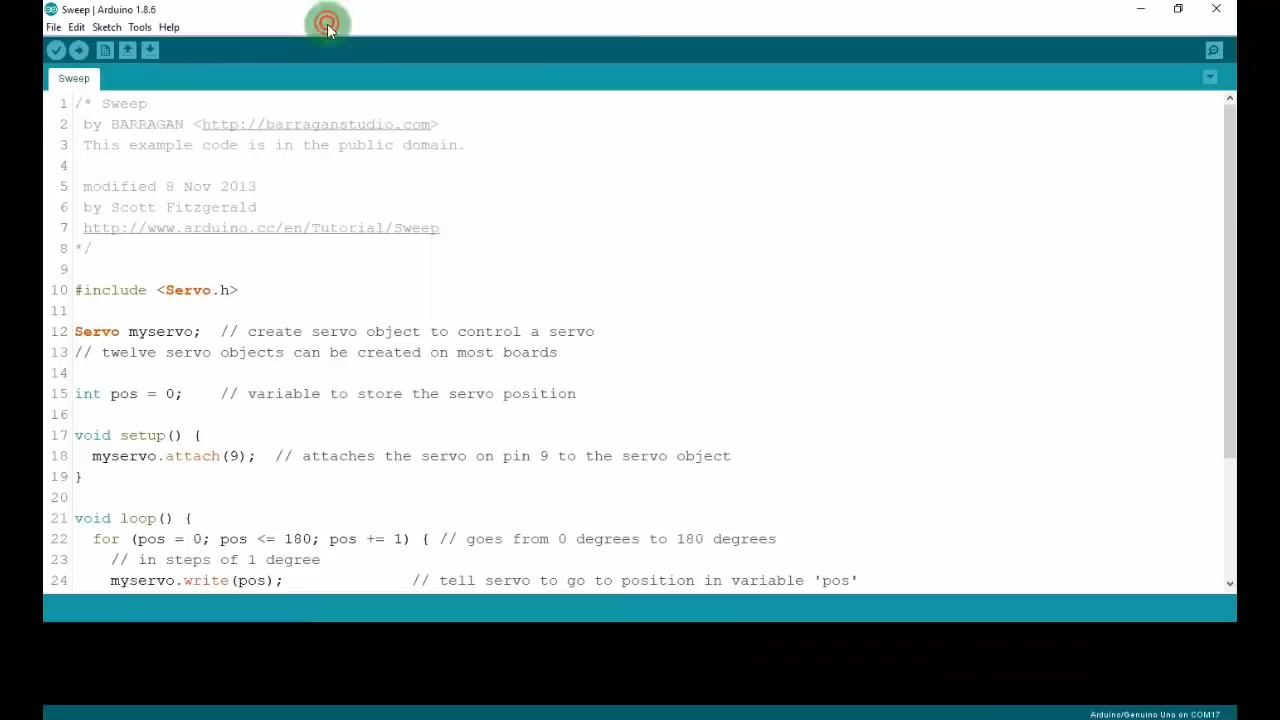 Sweep | Arduino 1.8.6
File Edit Sketch Tools Help
Sweep
1 /* Sweep
2 by BARRAGAN <http://barraganstudio.com>
3 This example code is in the public domain.
4
5 modified 8 Nov 2013
6 by Scott Fitzgerald
7 http://www.arduino.cc/en/Tutorial/Sweep
8 */
9
10 #include <Servo.h>
11
12 Servo myservo;  // create servo object to control a servo
13 // twelve servo objects can be created on most boards
14
15 int pos = 0;    // variable to store the servo position
16
17 void setup() {
18   myservo.attach(9);  // attaches the servo on pin 9 to the servo object
19 }
20
21 void loop() {
22   for (pos = 0; pos <= 180; pos += 1) { // goes from 0 degrees to 180 degrees
23     // in steps of 1 degree
24     myservo.write(pos);              // tell servo to go to position in variable 'pos'
Arduino/Genuino Uno on COM17